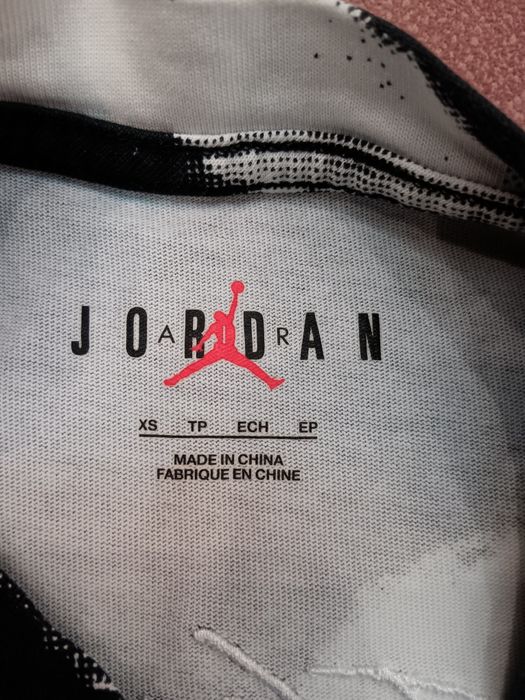 JORDAN
AIR
XS TP ECH EP
MADE IN CHINA
FABRIQUE EN CHINE